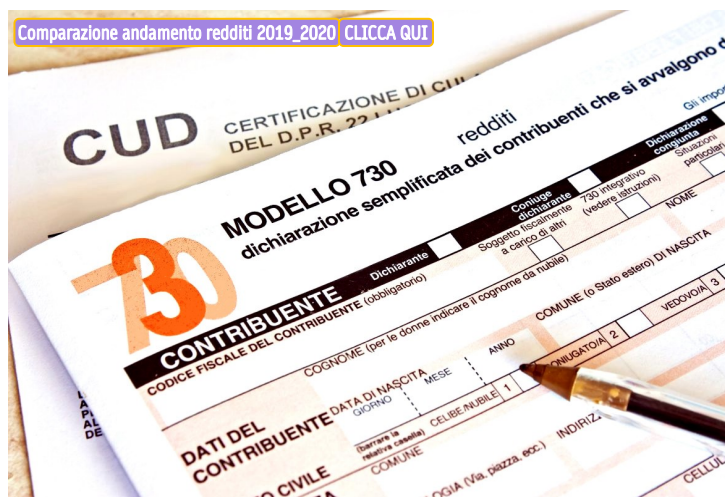 Comparazione andamento redditi 2019_2020 CLICCA QUI
CUD
CERTIFICAZIONE DI
DEL D.P.R. 22
MODELLO 730
redditi
dichiarazione semplificata dei contribuenti che si avvalgono
Gli
730
CONTRIBUENTE
Dichiarante
Coniuge
dichiarante
Dichiarazione
congiunta
Soggetto fiscalmente
a carico di altri
730 integrativo
(vedere istruzioni)
Situazioni
particolari
CODICE FISCALE DEL CONTRIBUENTE (obbligatorio)
COGNOME (per le donne indicare il cognome da nubile)
NOME
DATI DEL
CONTRIBUENTE
DATA DI NASCITA
GIORNO MESE ANNO
COMUNE (o Stato estero) DI NASCITA
(barrare la
relativa casella)
CELIBE/NUBILE 1
CONIUGATO/A 2
VEDOVO/A 3
CIVILE
COMUNE
(Via, piazza, ecc.)